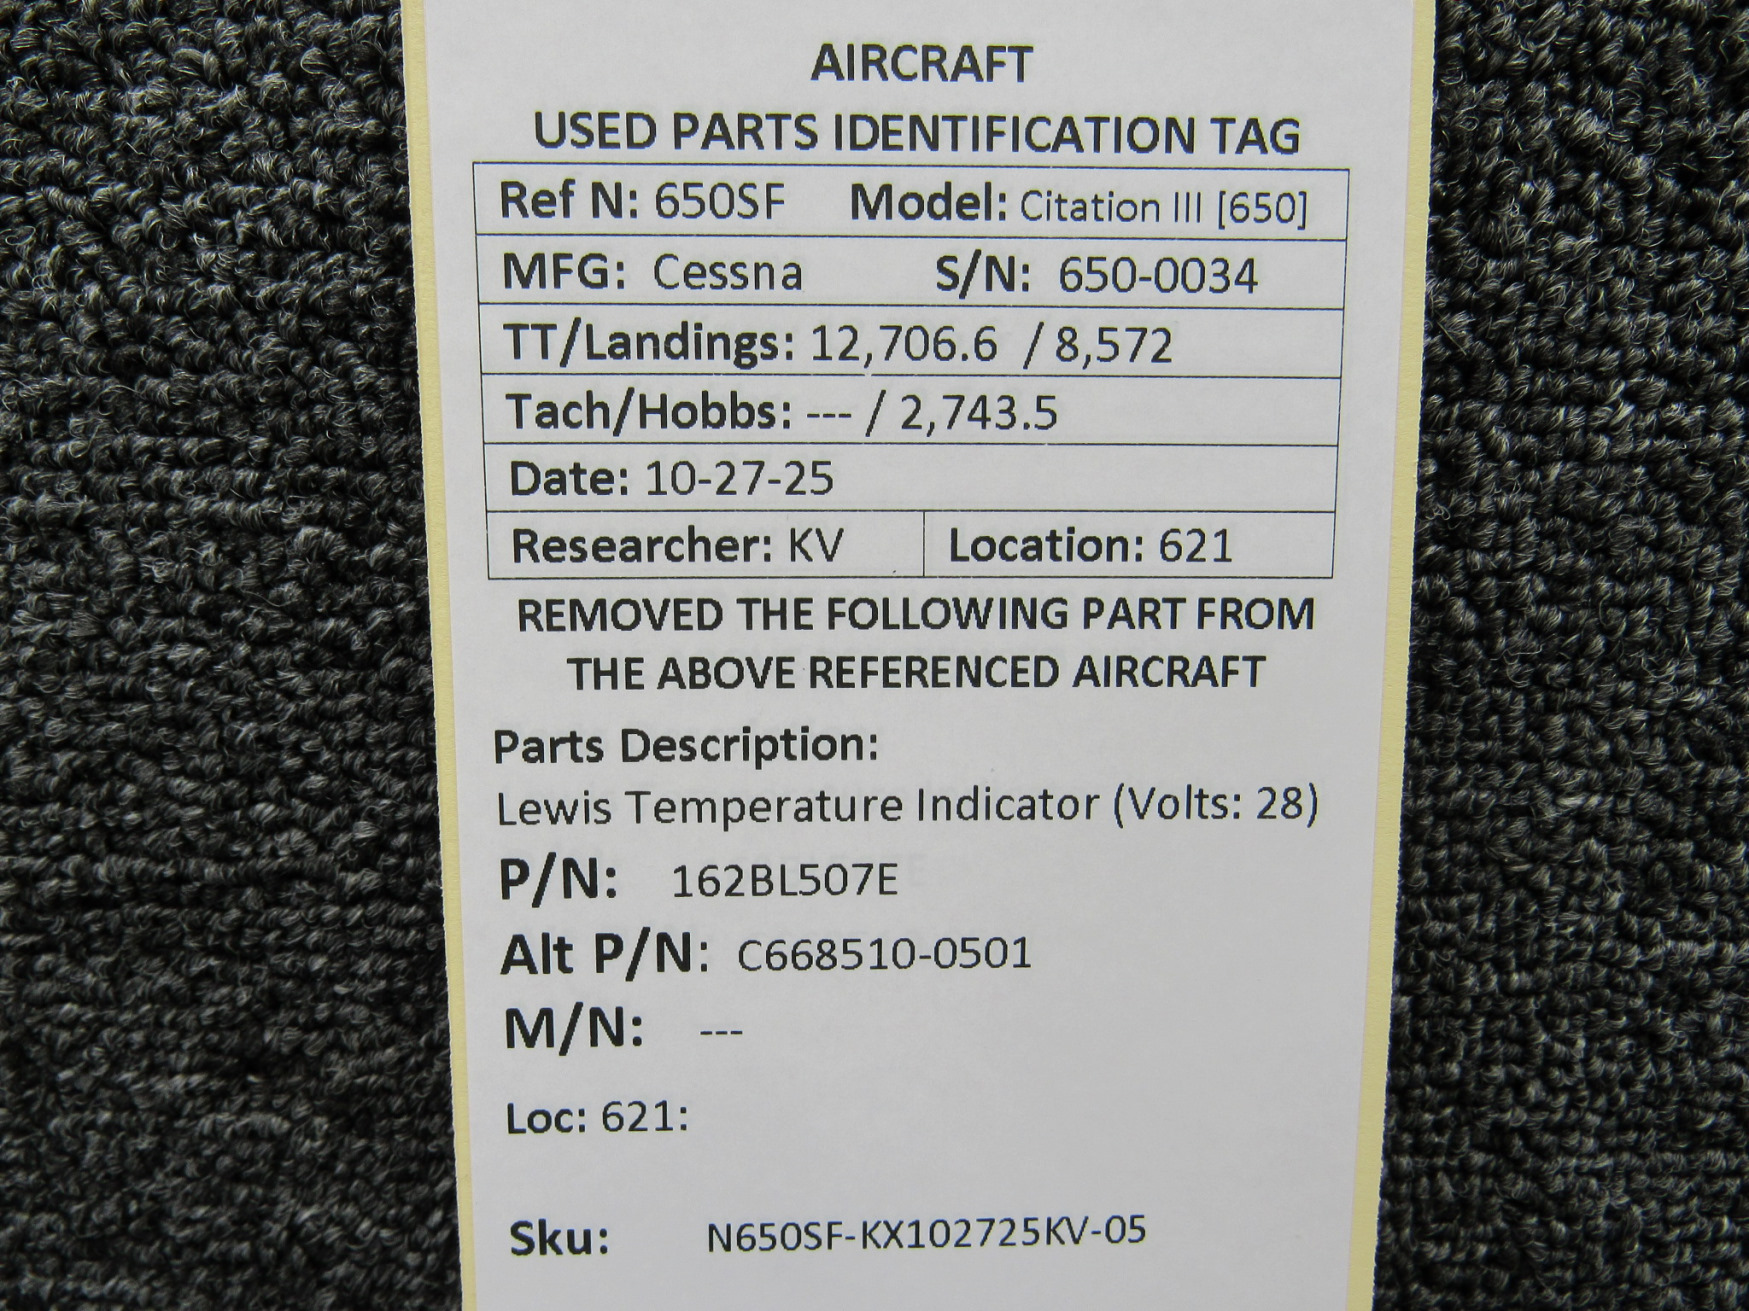 AIRCRAFT
USED PARTS IDENTIFICATION TAG
Ref N: 650SF Model: Citation III [650]
MFG: Cessna S/N: 650-0034
TT/Landings: 12,706.6 / 8,572
Tach/Hobbs: --- / 2,743.5
Date: 10-27-25
Researcher: KV Location: 621
REMOVED THE FOLLOWING PART FROM
THE ABOVE REFERENCED AIRCRAFT
Parts Description:
Lewis Temperature Indicator (Volts: 28)
P/N: 162BL507E
Alt P/N: C668510-0501
M/N: ---
Loc: 621:
Sku: N650SF-KX102725KV-05